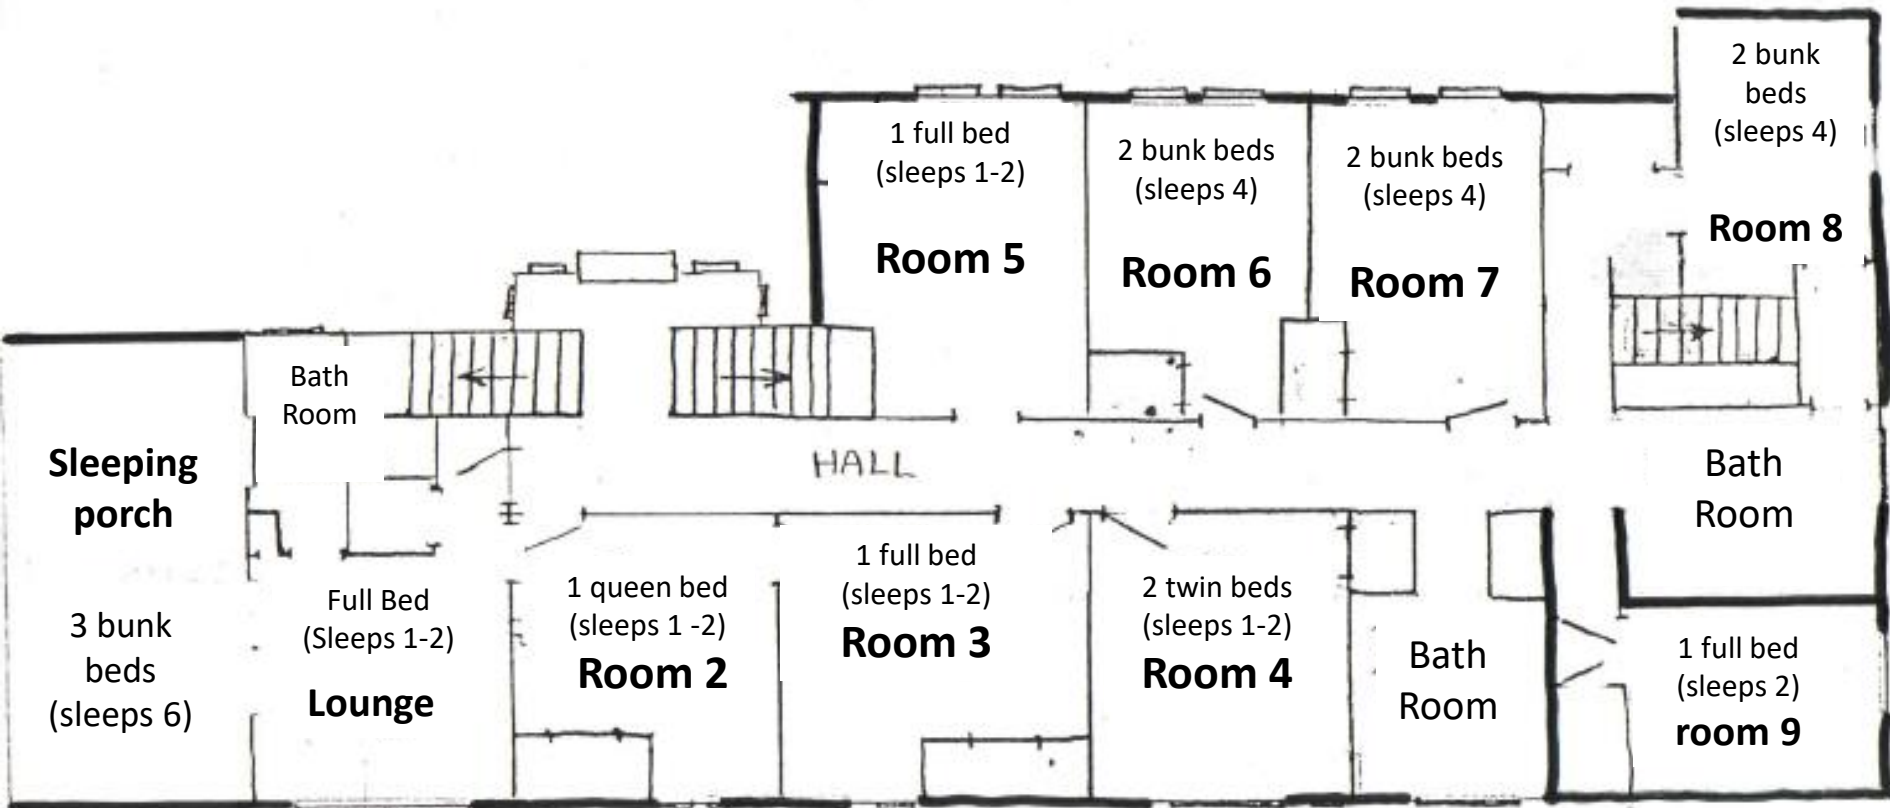 2 bunk
beds
(sleeps 4)
Room 8
1 full bed
(sleeps 1-2)
Room 5
2 bunk beds
(sleeps 4)
Room 6
2 bunk beds
(sleeps 4)
Room 7
Bath
Room
Sleeping
porch
3 bunk
beds
(sleeps 6)
HALL
Bath
Room
Full Bed
(Sleeps 1-2)
Lounge
1 queen bed
(sleeps 1 -2)
Room 2
1 full bed
(sleeps 1-2)
Room 3
2 twin beds
(sleeps 1-2)
Room 4
Bath
Room
1 full bed
(sleeps 2)
room 9